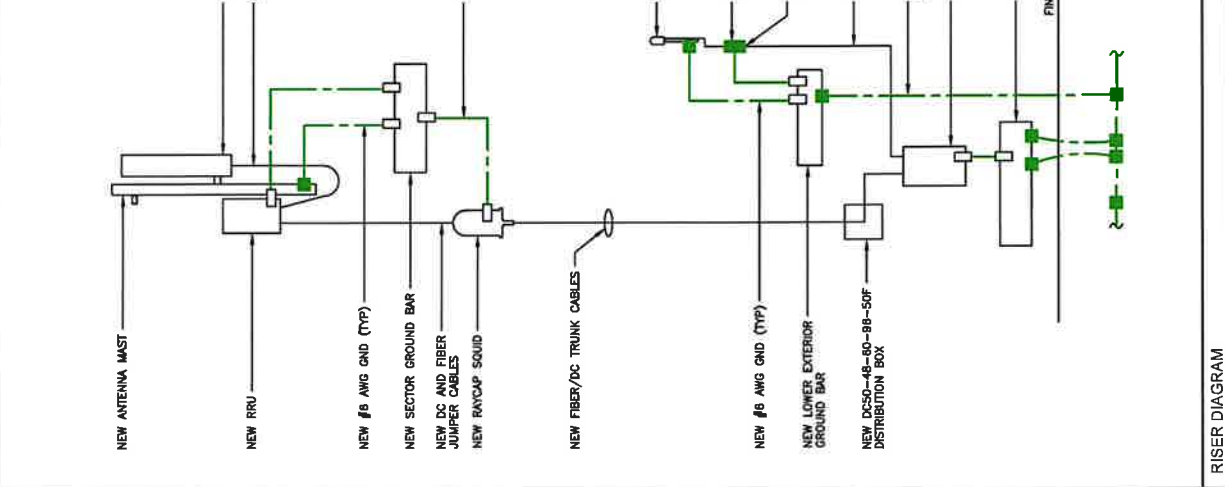 NEW ANTENNA MAST
NEW RRU
NEW #6 AWG GND (TYP)
NEW SECTOR GROUND BAR
NEW DC AND FIBER
JUMPER CABLES
NEW RAYCAP SQUID
NEW FIBER/DC TRUNK CABLES
NEW #6 AWG GND (TYP)
NEW LOWER EXTERIOR
GROUND BAR
NEW DC50-48-60-98-50F
DISTRIBUTION BOX
FIN
RISER DIAGRAM